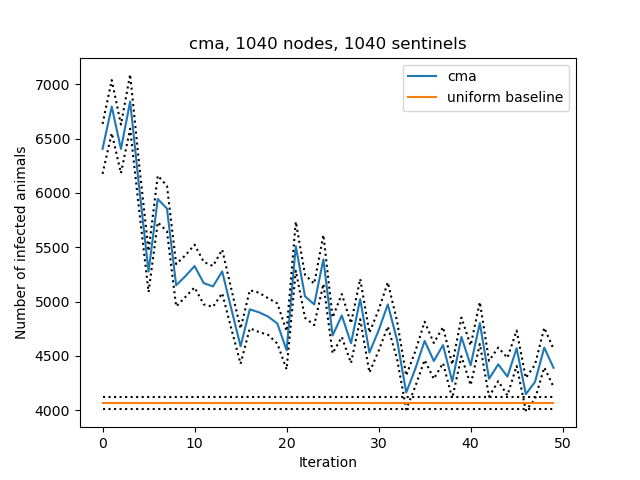 cma, 1040 nodes, 1040 sentinels
cma
uniform baseline
Number of infected animals
7000
6500
6000
5500
5000
4500
4000
0 10 20 30 40 50
Iteration